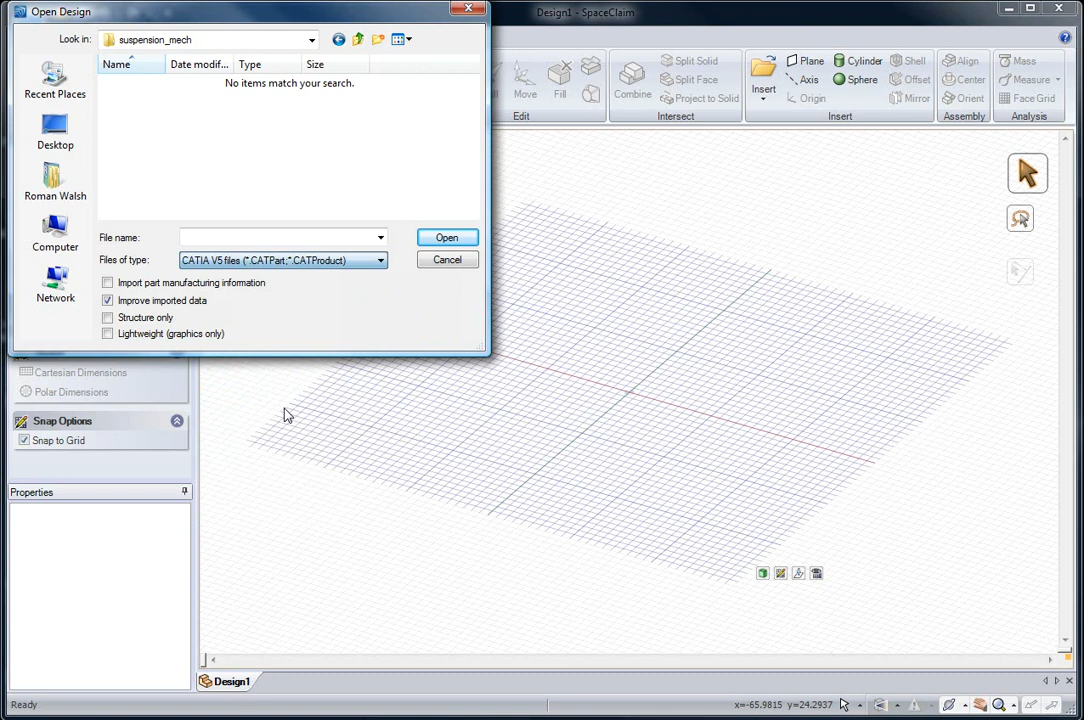 Open Design
Design1 - SpaceClaim
Look in: suspension_mech
Name Date modif... Type Size
No items match your search.
Recent Places
Desktop
Roman Walsh
Computer
Network
File name:
Open
Files of type: CATIA V5 files (*.CATPart;*.CATProduct)
Cancel
Import part manufacturing information
Improve imported data
Structure only
Lightweight (graphics only)
Move
Fill
Edit
Combine
Split Solid
Split Face
Project to Solid
Intersect
Insert
Plane
Axis
Origin
Cylinder
Sphere
Shell
Offset
Mirror
Insert
Align
Center
Orient
Assembly
Mass
Measure
Face Grid
Analysis
Cartesian Dimensions
Polar Dimensions
Snap Options
Snap to Grid
Properties
Design1
Ready
x=-65.9815 y=24.2937